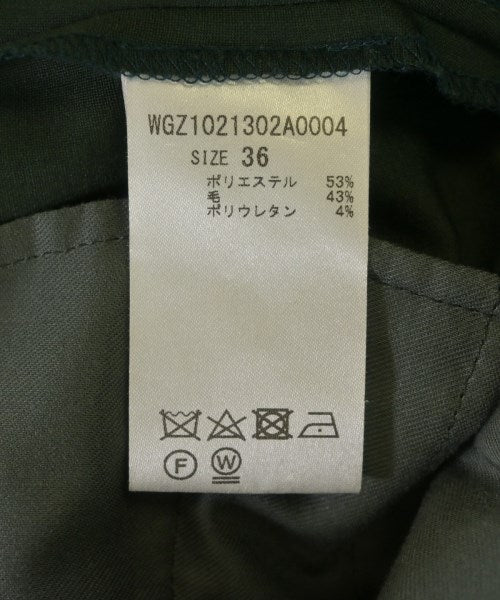 WGZ1021302A0004
SIZE 36
ポリエステル 53%
毛 43%
ポリウレタン 4%
F W